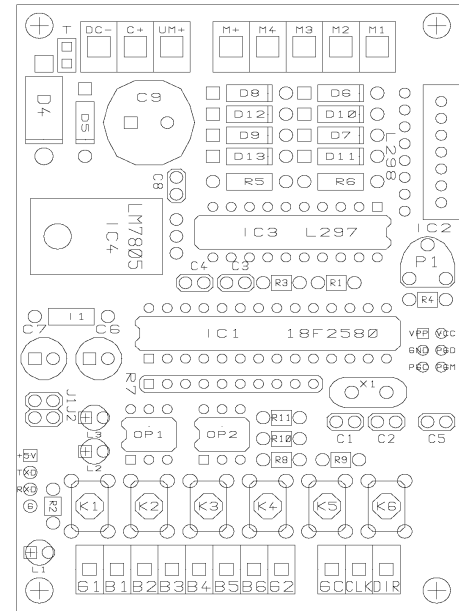 T DC- C+ UM+ M+ M4 M3 M2 M1
D8 D6
C9
D4 D5 D12 D10
D9 D7
L298
D13 D11
C8 R5 R6
LM7805
IC4
IC3 L297
IC2
P1
C4 C3
R3 R1
R4
I1
C7 C6
IC1 18F2580
VPP VCC
GND PGD
PGC PGM
R7
X1
J1
J2
L3
OP1 OP2
R11
R10
C1 C2 C5
L2
+5V
R8 R9
TXD
RXD
G
R2
K1 K2 K3 K4 K5 K6
L1
G1 B1 B2 B3 B4 B5 B6 G2 GC CLK DIR